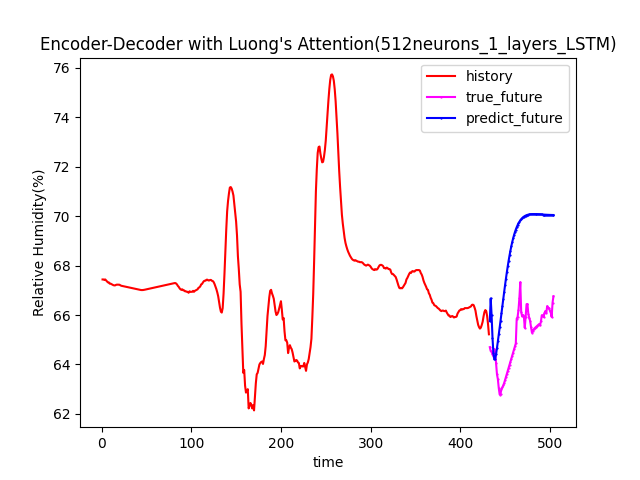 Encoder-Decoder with Luong's Attention(512neurons_1_layers_LSTM)
history
true_future
predict_future
76
74
72
70
68
66
64
62
Relative Humidity(%)
0 100 200 300 400 500
time